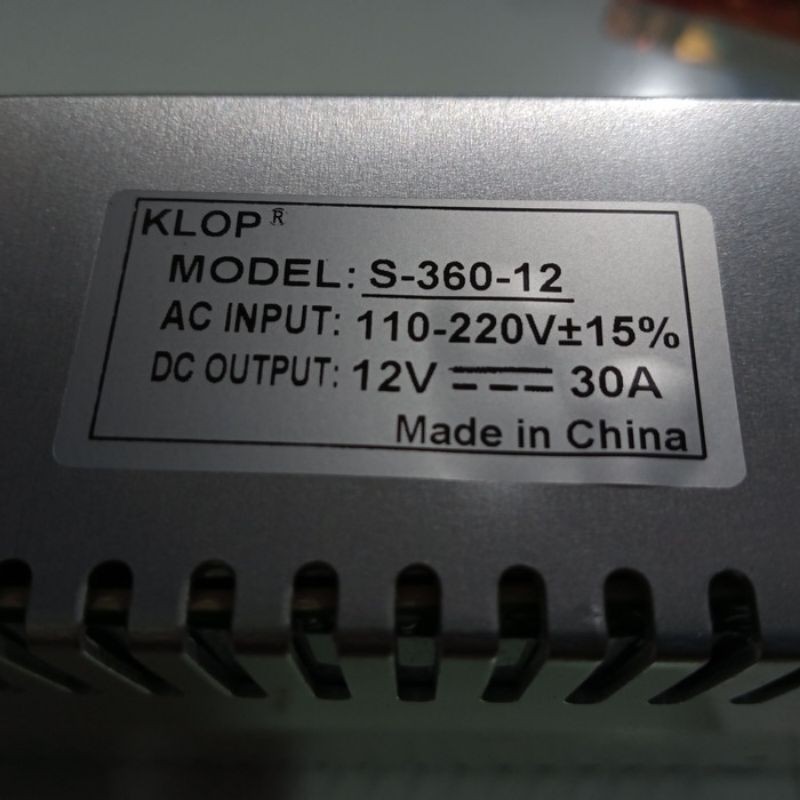 KLOP®
MODEL: S-360-12
AC INPUT: 110-220V±15%
DC OUTPUT: 12V ⎓ 30A
Made in China